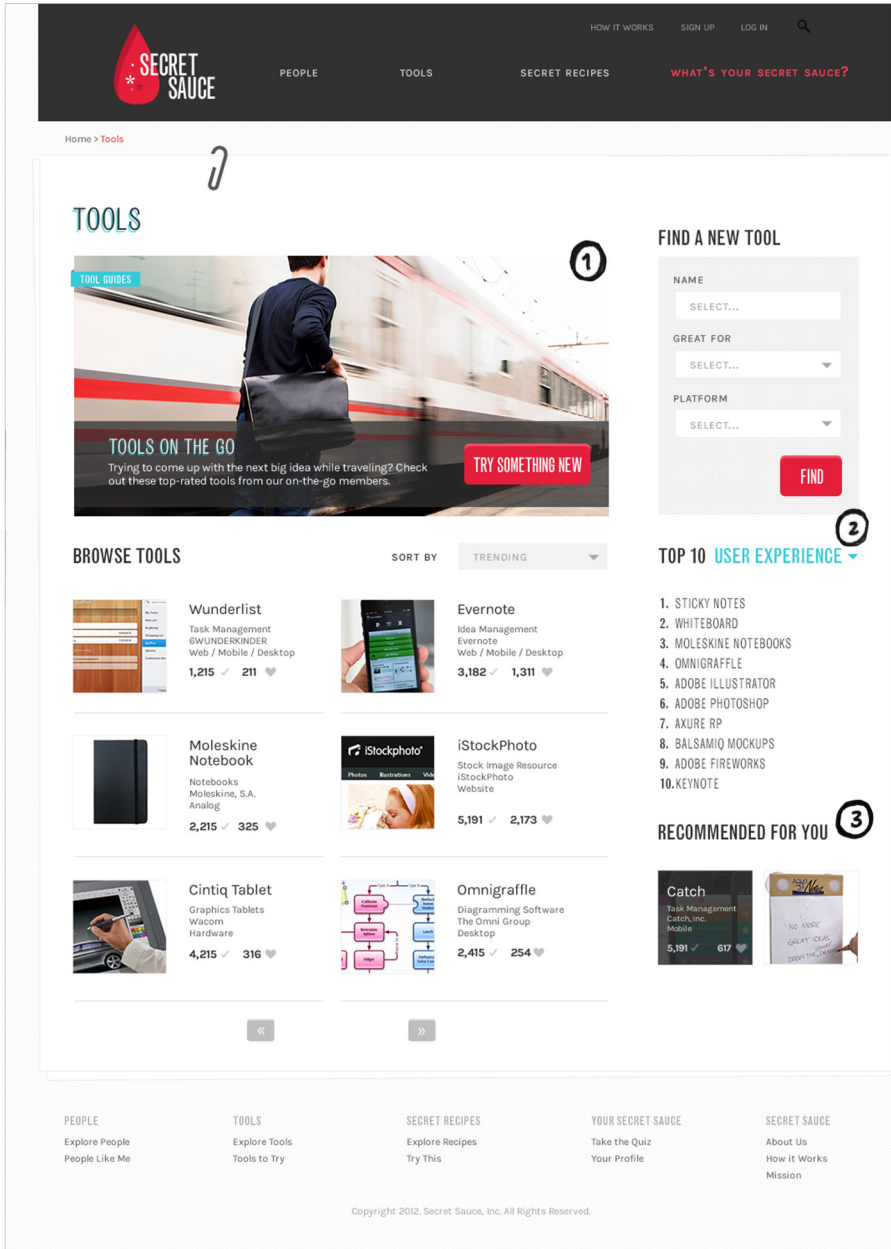 HOW IT WORKS SIGN UP LOG IN
SECRET
SAUCE
PEOPLE TOOLS SECRET RECIPES WHAT'S YOUR SECRET SAUCE?
Home > Tools
TOOLS
1
TOOL GUIDES
TOOLS ON THE GO
Trying to come up with the next big idea while traveling? Check
out these top-rated tools from our on-the-go members.
TRY SOMETHING NEW
FIND A NEW TOOL
NAME
SELECT...
GREAT FOR
SELECT...
PLATFORM
SELECT...
FIND
BROWSE TOOLS
SORT BY TRENDING
Wunderlist
Task Management
6WUNDERKINDER
Web / Mobile / Desktop
1,215 ✓ 211 ♥
Evernote
Idea Management
Evernote
Web / Mobile / Desktop
3,182 ✓ 1,311 ♥
Moleskine
Notebook
Notebooks
Moleskine, S.A.
Analog
2,215 ✓ 325 ♥
iStockphoto
Photos Illustrations
iStockPhoto
Stock Image Resource
iStockPhoto
Website
5,191 ✓ 2,173 ♥
Cintiq Tablet
Graphics Tablets
Wacom
Hardware
4,215 ✓ 316 ♥
Omnigraffle
Diagramming Software
The Omni Group
Desktop
2,415 ✓ 254 ♥
« »
2
TOP 10 USER EXPERIENCE
1. STICKY NOTES
2. WHITEBOARD
3. MOLESKINE NOTEBOOKS
4. OMNIGRAFFLE
5. ADOBE ILLUSTRATOR
6. ADOBE PHOTOSHOP
7. AXURE RP
8. BALSAMIQ MOCKUPS
9. ADOBE FIREWORKS
10. KEYNOTE
3
RECOMMENDED FOR YOU
Catch
Task Management
Catch, Inc.
Mobile
5,191 ✓ 617 ♥
NO MORE
GREAT IDEAS
DOWN THE DRAIN
PEOPLE
Explore People
People Like Me
TOOLS
Explore Tools
Tools to Try
SECRET RECIPES
Explore Recipes
Try This
YOUR SECRET SAUCE
Take the Quiz
Your Profile
SECRET SAUCE
About Us
How it Works
Mission
Copyright 2012. Secret Sauce, Inc. All Rights Reserved.